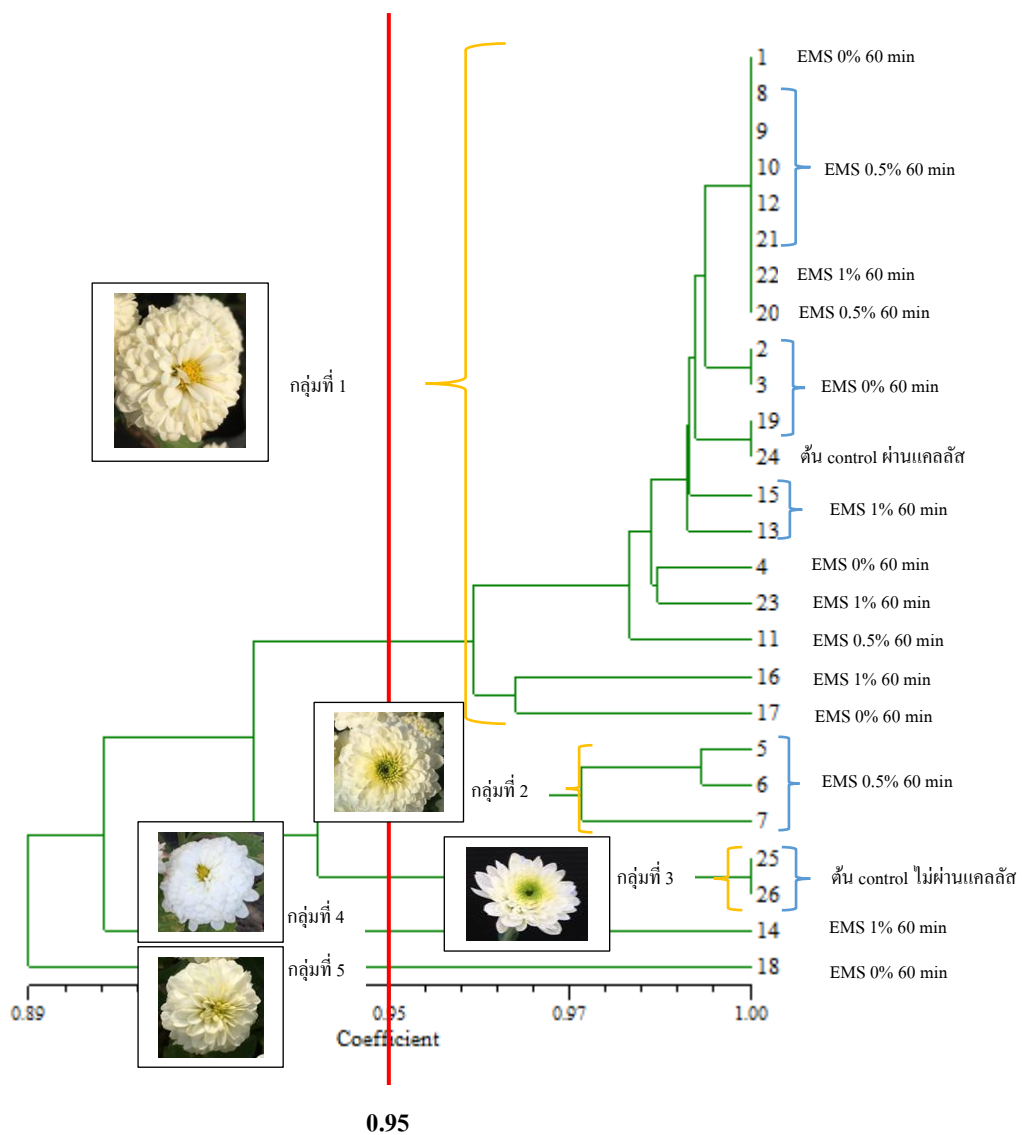 1 EMS 0% 60 min
8
9
10 EMS 0.5% 60 min
12
21
22 EMS 1% 60 min
20 EMS 0.5% 60 min
2
3 EMS 0% 60 min
กลุ่มที่ 1
19
24 ต้น control ผ่านแคลลัส
15 EMS 1% 60 min
13
4 EMS 0% 60 min
23 EMS 1% 60 min
11 EMS 0.5% 60 min
16 EMS 1% 60 min
17 EMS 0% 60 min
5
6 EMS 0.5% 60 min
กลุ่มที่ 2
7
25
กลุ่มที่ 3 ต้น control ไม่ผ่านแคลลัส
26
กลุ่มที่ 4
14 EMS 1% 60 min
กลุ่มที่ 5 18 EMS 0% 60 min
0.89 0.95 0.97 1.00
Coefficient
0.95